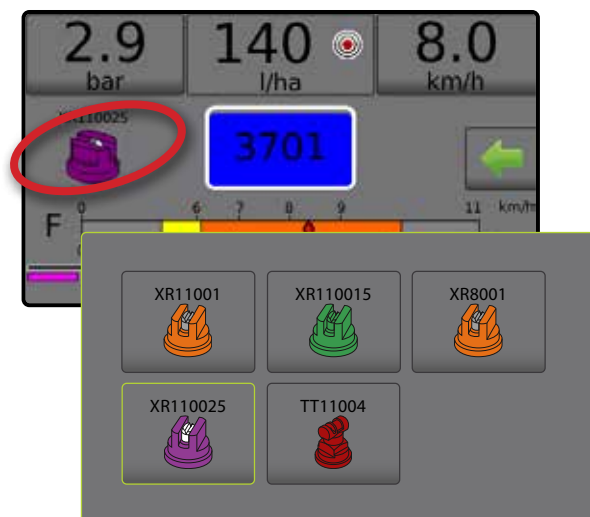 2.9 140 8.0
bar l/ha km/h
XR110025
3701
0 6 7 8 9 11 km/h
F
XR11001 XR110015 XR8001
XR110025 TT11004